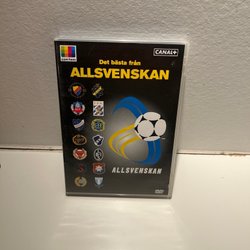 CANAL+
Det bästa från
ALLSVENSKAN
ALLSVENSKAN
DVD